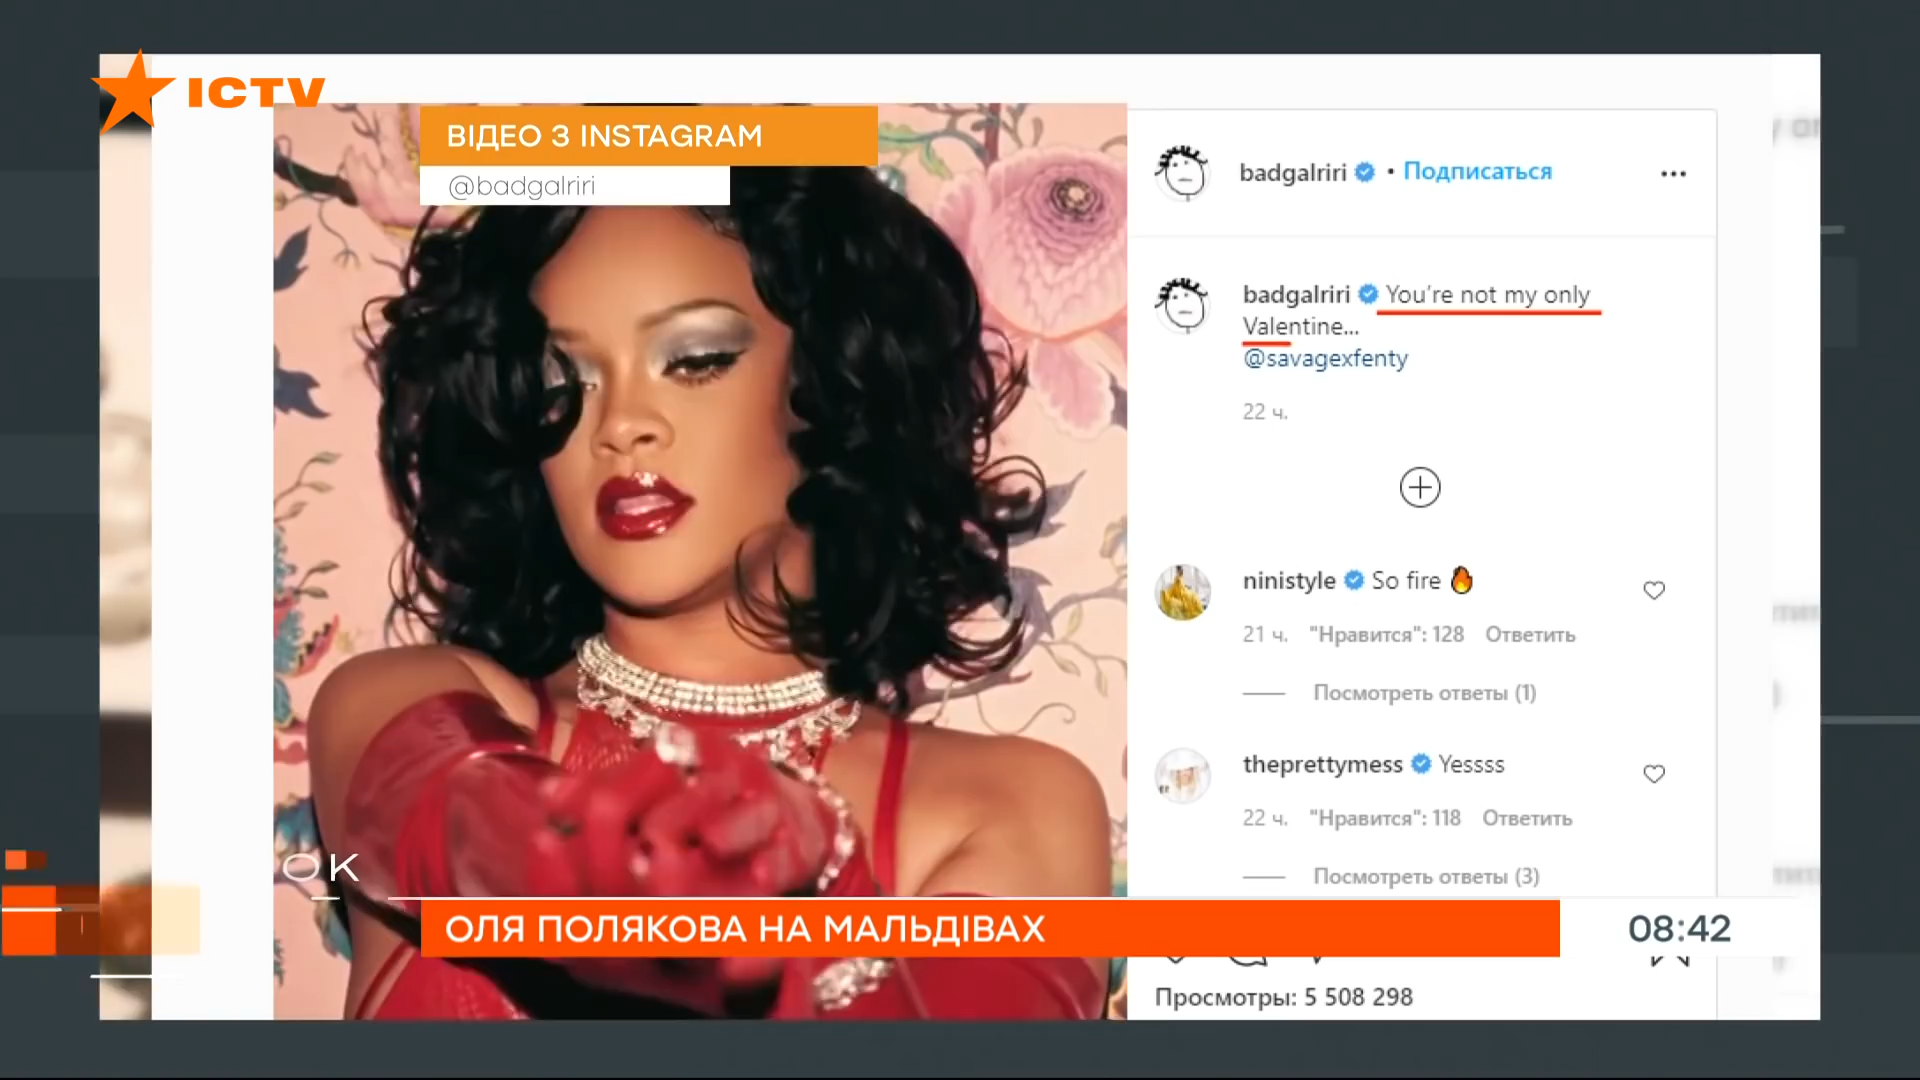 ICTV
ВІДЕО З INSTAGRAM
@badgalriri
badgalriri • Подписаться
badgalriri You're not my only
Valentine...
@savagexfenty
22 ч.
ninistyle So fire 🔥
21 ч. "Нравится": 128 Ответить
Посмотреть ответы (1)
theprettymess Yessss
22 ч. "Нравится": 118 Ответить
Посмотреть ответы (3)
ОК
ОЛЯ ПОЛЯКОВА НА МАЛЬДІВАХ
08:42
Просмотры: 5 508 298